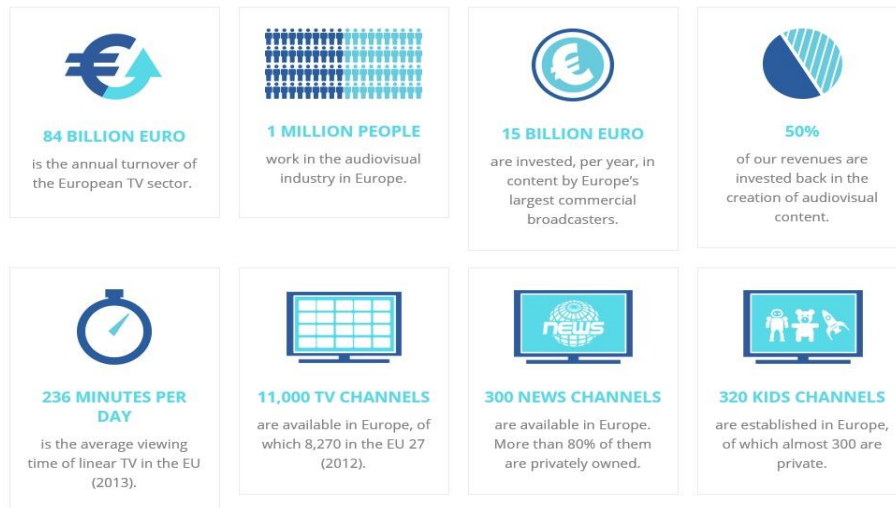 84 BILLION EURO
is the annual turnover of
the European TV sector.
1 MILLION PEOPLE
work in the audiovisual
industry in Europe.
15 BILLION EURO
are invested, per year, in
content by Europe's
largest commercial
broadcasters.
50%
of our revenues are
invested back in the
creation of audiovisual
content.
236 MINUTES PER
DAY
is the average viewing
time of linear TV in the EU
(2013).
11,000 TV CHANNELS
are available in Europe, of
which 8,270 in the EU 27
(2012).
NEWS
300 NEWS CHANNELS
are available in Europe.
More than 80% of them
are privately owned.
320 KIDS CHANNELS
are established in Europe,
of which almost 300 are
private.